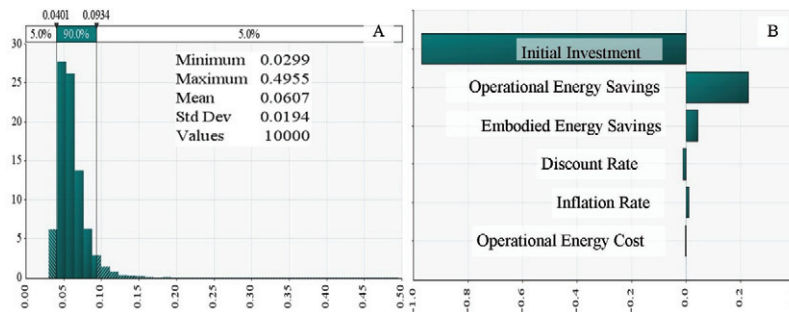 0.0401 0.0934
5.0% 90.0% 5.0%
A
30
25
20
15
10
5
0
Minimum 0.0299
Maximum 0.4955
Mean 0.0607
Std Dev 0.0194
Values 10000
0.00 0.05 0.10 0.15 0.20 0.25 0.30 0.35 0.40 0.45 0.50
B
Initial Investment
Operational Energy Savings
Embodied Energy Savings
Discount Rate
Inflation Rate
Operational Energy Cost
-1.0 -0.8 -0.6 -0.4 -0.2 0.0 0.2 0.4